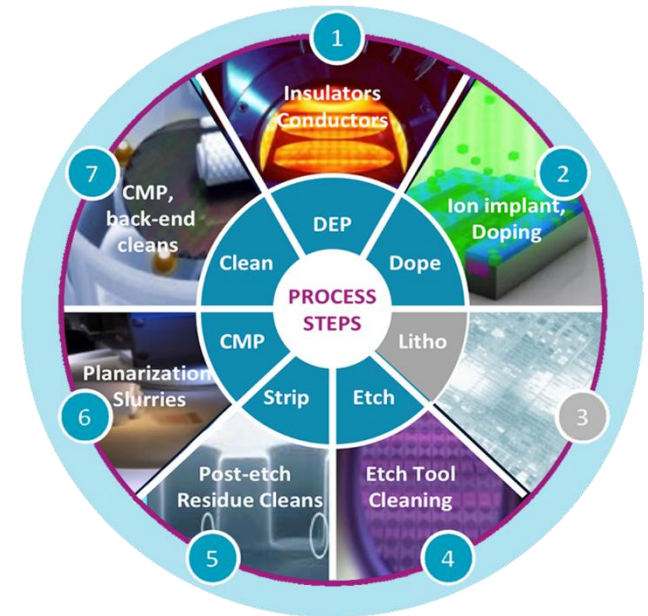 1
Insulators
Conductors
DEP
2
Ion implant,
Doping
Dope
3
Litho
4
Etch Tool
Cleaning
Etch
5
Post-etch
Residue Cleans
Strip
6
Planarization
Slurries
CMP
7
CMP,
back-end
cleans
Clean
PROCESS
STEPS